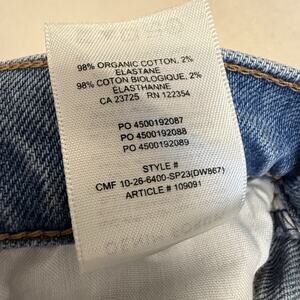 98% ORGANIC COTTON, 2%
ELASTANE
98% COTON BIOLOGIQUE, 2%
ELASTHANNE
CA 23725 RN 122354
PO 4500192087
PO 4500192088
PO 4500192089
STYLE #
CMF 10-26-6400-SP23(DW867)
ARTICLE # 109091